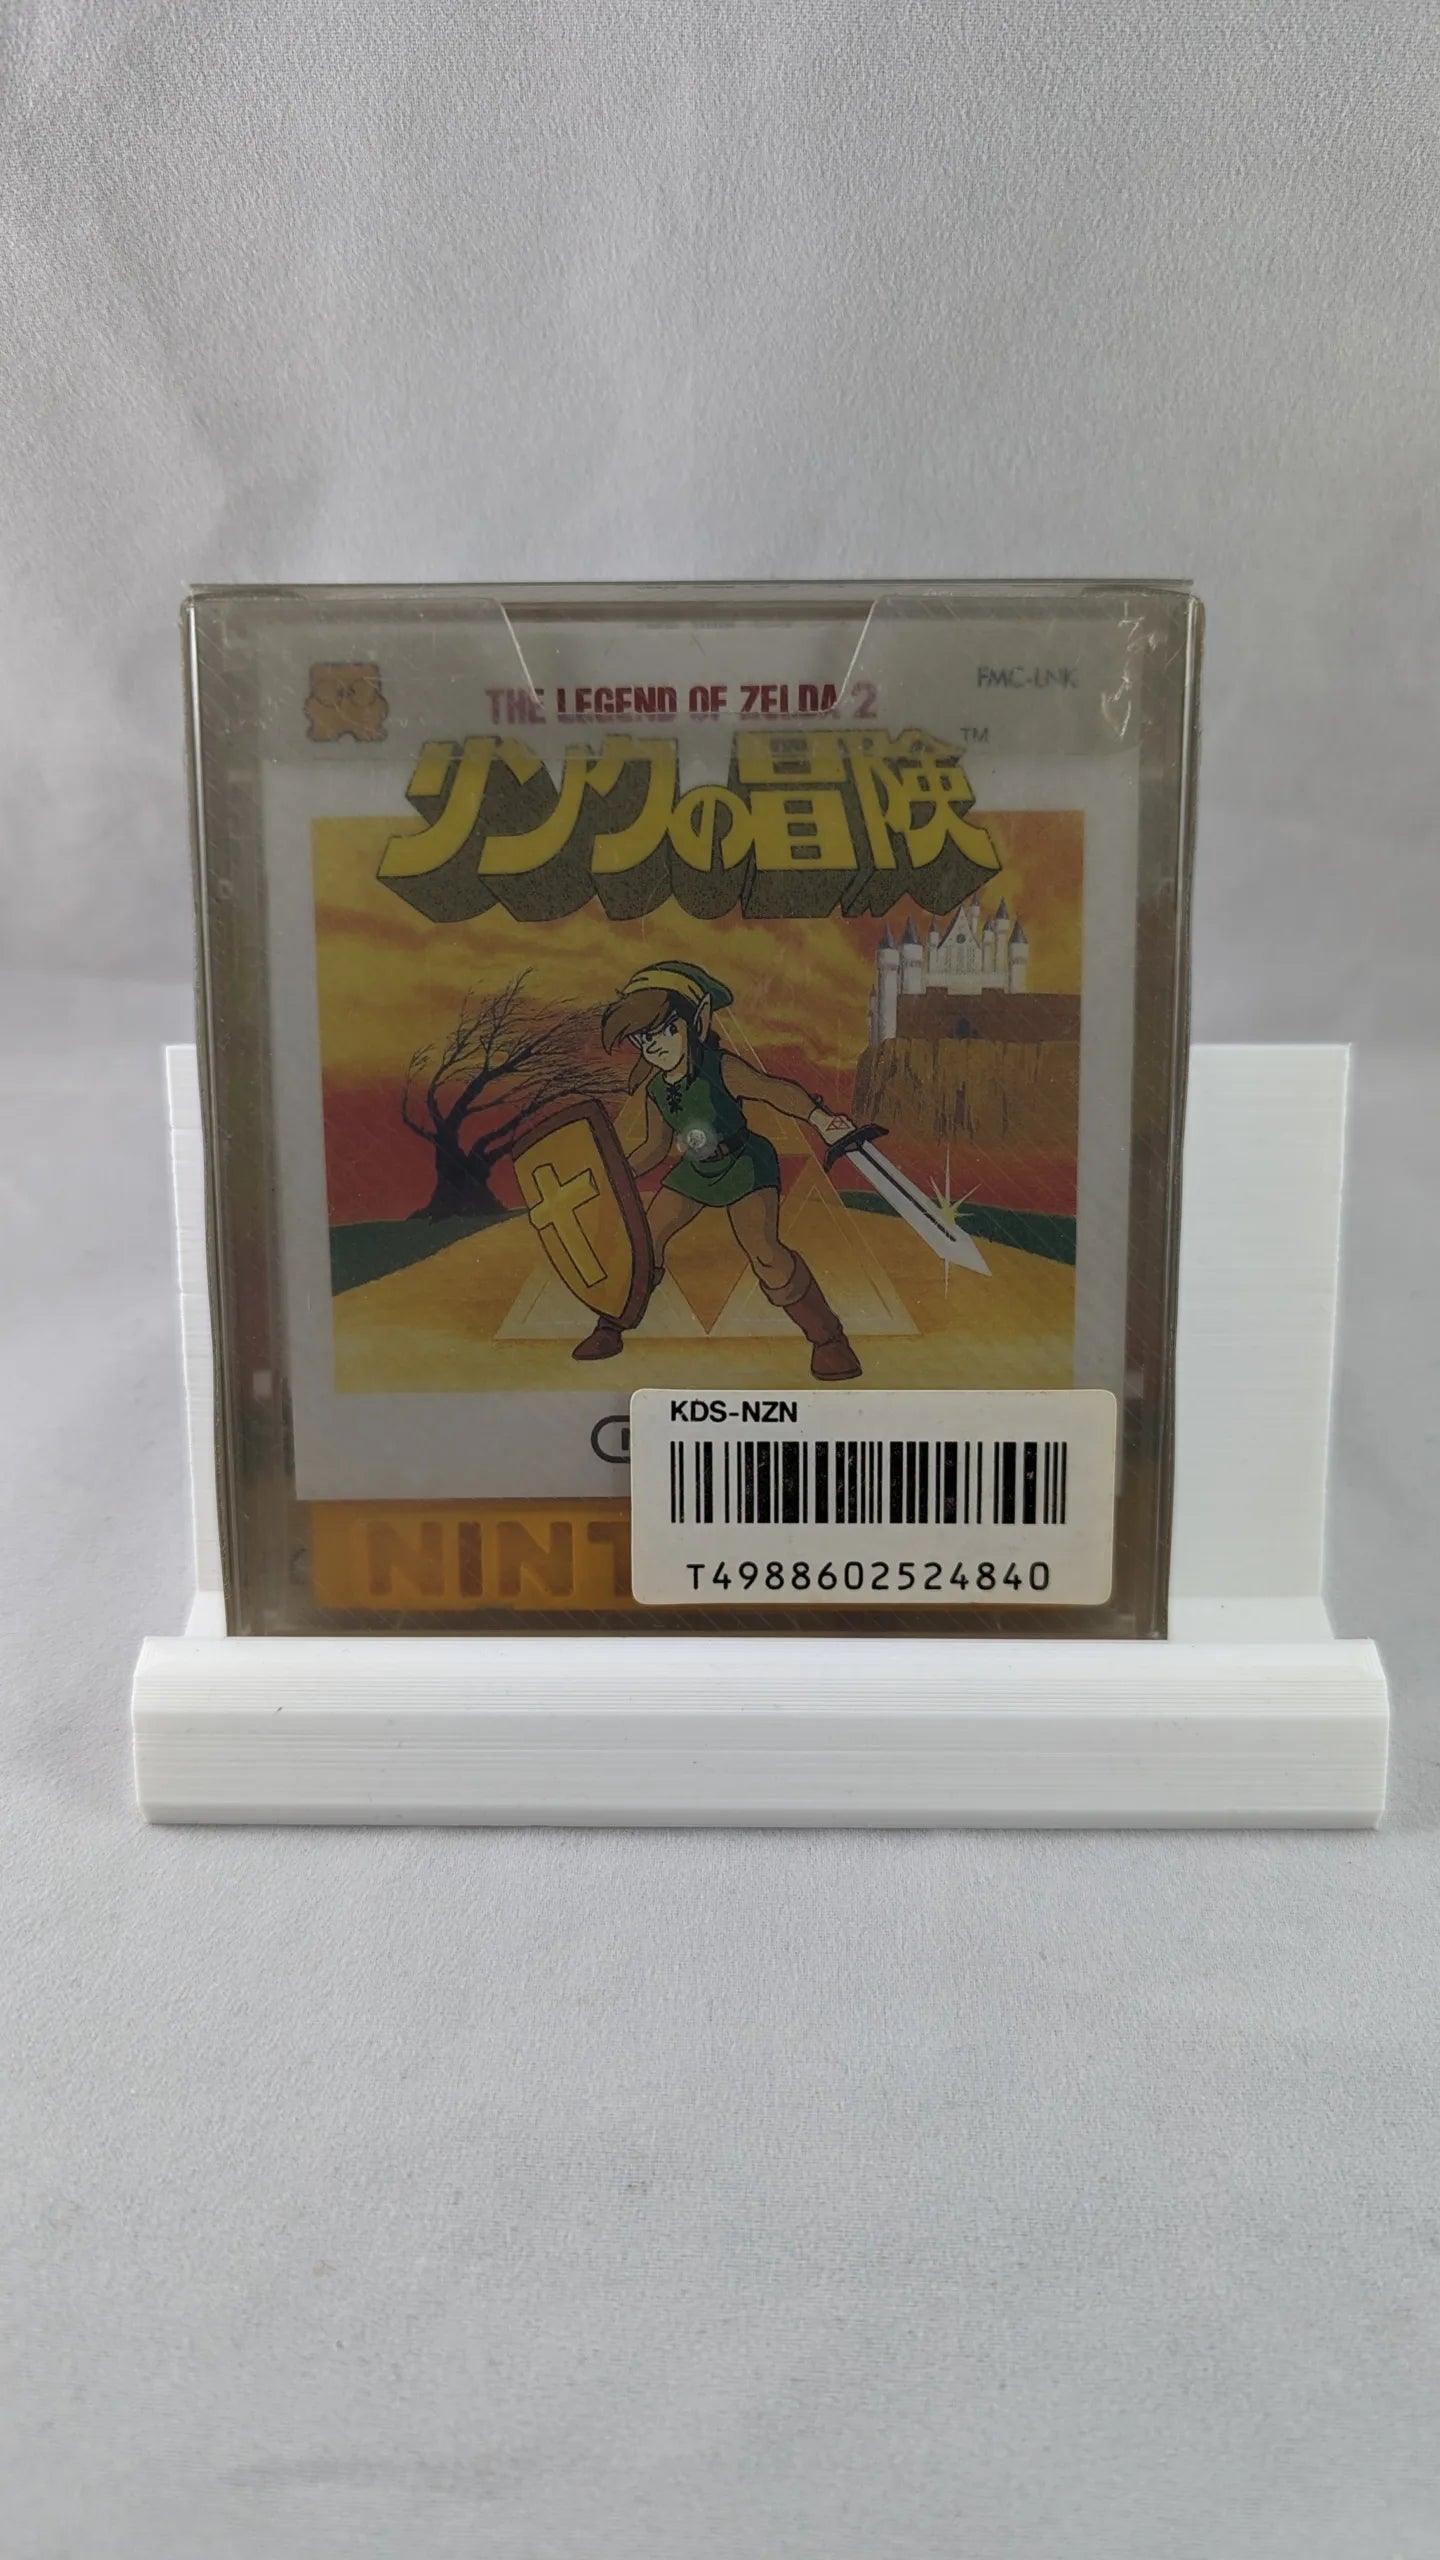 FMC-LNK
THE LEGEND OF ZELDA 2
リンクの冒険 TM
KDS-NZN
T4988602524840
NINT